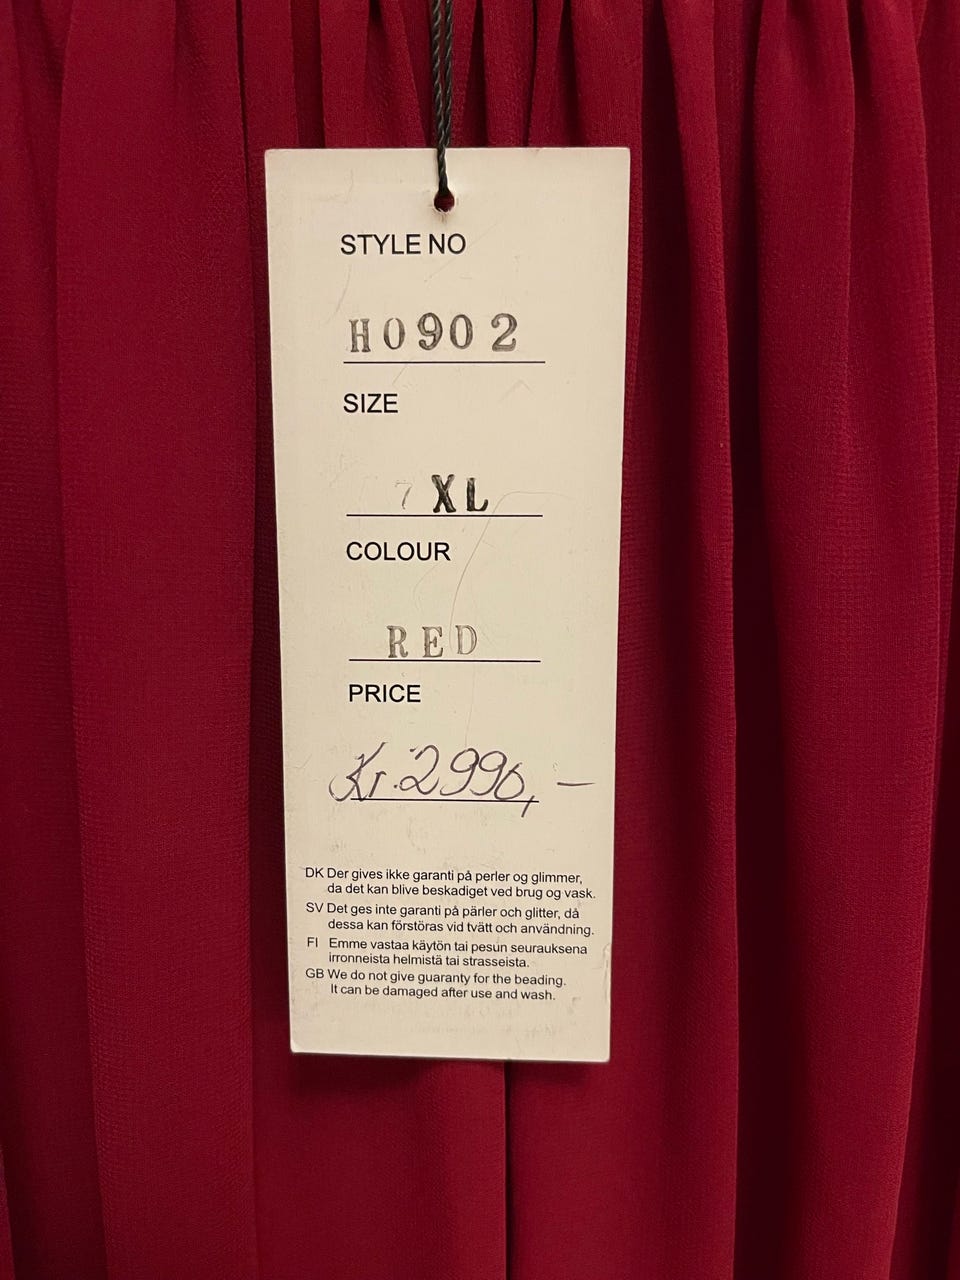 STYLE NO
H0902
SIZE
7 XL
COLOUR
RED
PRICE
Kr. 2990,-
DK Der gives ikke garanti på perler og glimmer,
da det kan blive beskadiget ved brug og vask.
SV Det ges inte garanti på pärler och glitter, då
dessa kan förstöras vid tvätt och användning.
FI Emme vastaa käytön tai pesun seurauksena
irronneista helmistä tai strasseista.
GB We do not give guaranty for the beading.
It can be damaged after use and wash.